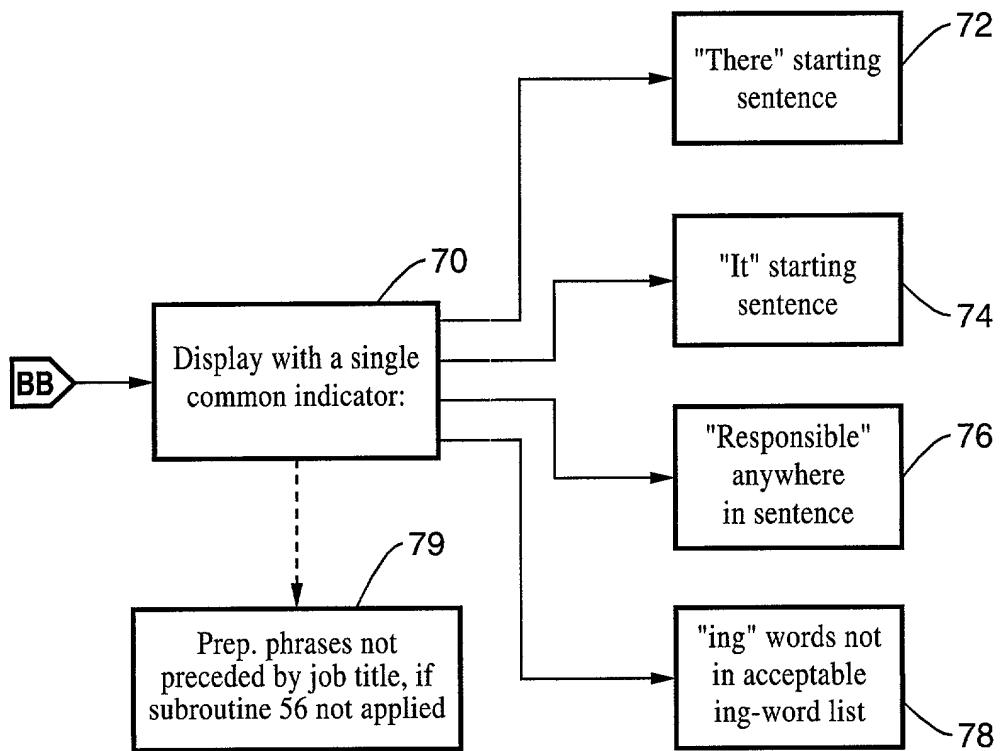 72
"There" starting
sentence
70
"It" starting
sentence
74
BB
Display with a single
common indicator:
76
"Responsible"
anywhere
in sentence
79
Prep. phrases not
preceded by job title, if
subroutine 56 not applied
"ing" words not
in acceptable
ing-word list
78